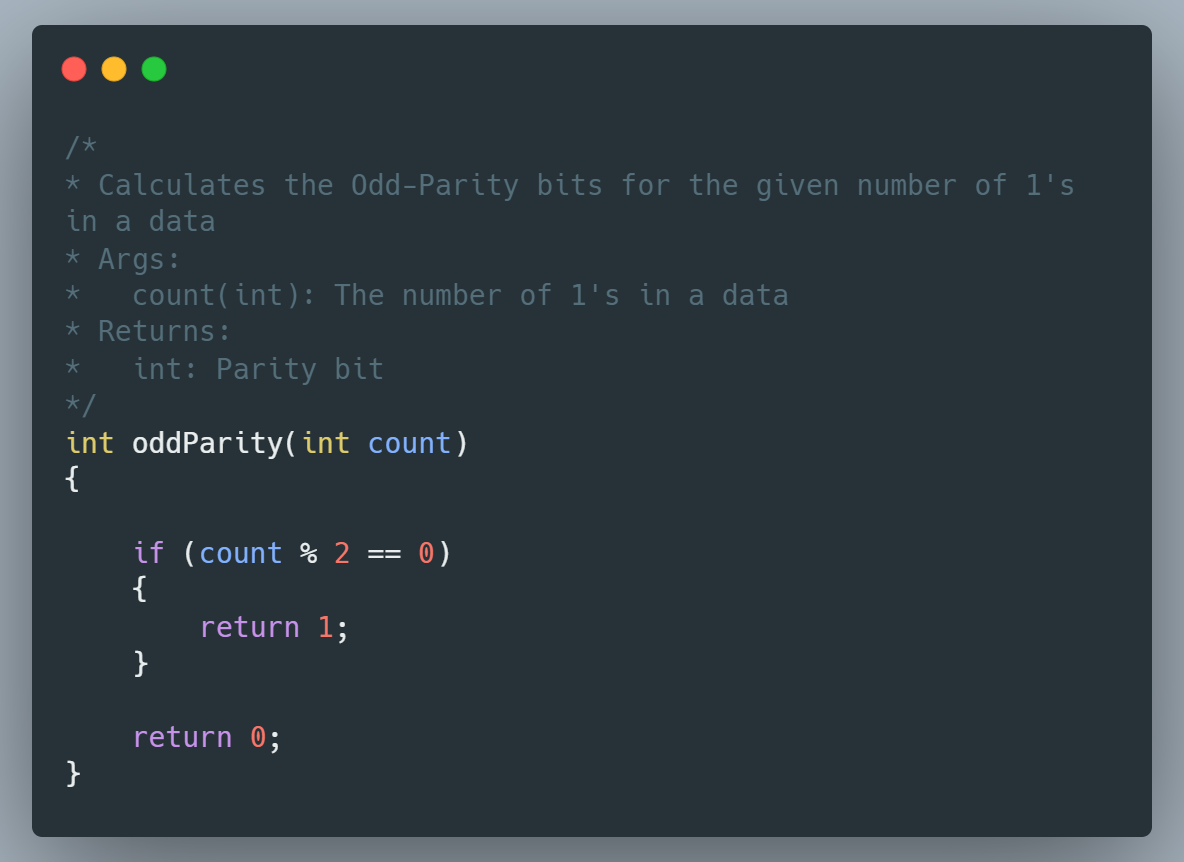 /*
* Calculates the Odd-Parity bits for the given number of 1's
in a data
* Args:
*   count(int): The number of 1's in a data
* Returns:
*   int: Parity bit
*/
int oddParity(int count)
{
    if (count % 2 == 0)
    {
        return 1;
    }
    return 0;
}